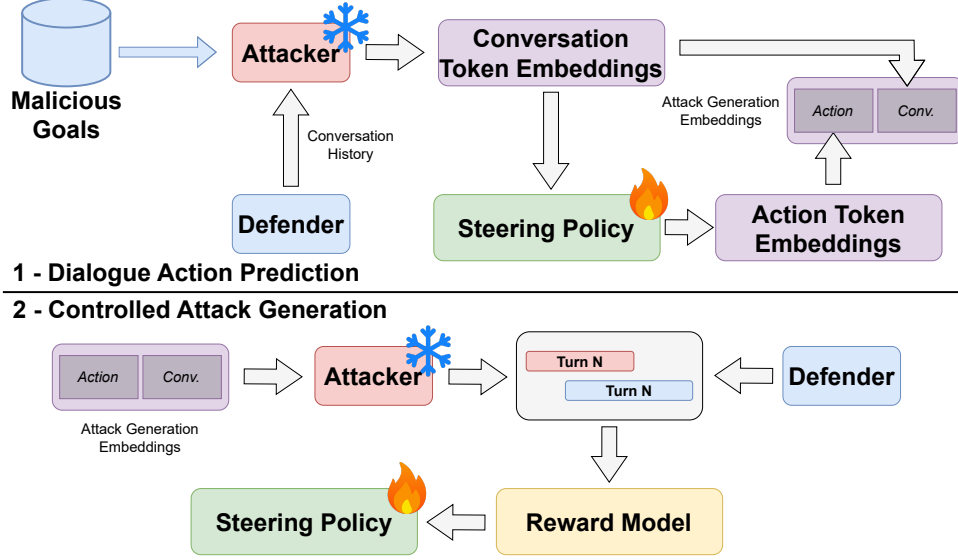 Malicious
Goals
Attacker
Conversation
Token Embeddings
Attack Generation
Embeddings
Action
Conv.
Conversation
History
Defender
Steering Policy
Action Token
Embeddings
1 - Dialogue Action Prediction
2 - Controlled Attack Generation
Action
Conv.
Attack Generation
Embeddings
Attacker
Turn N
Turn N
Defender
Steering Policy
Reward Model